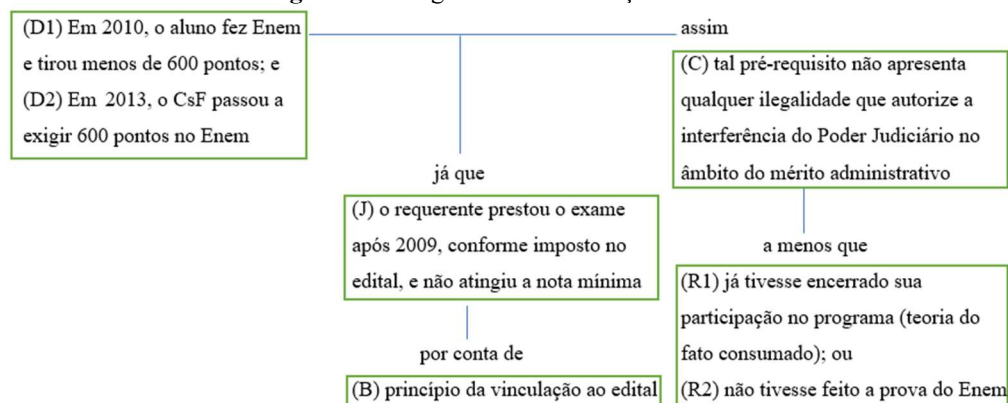 (D1) Em 2010, o aluno fez Enem
e tirou menos de 600 pontos; e
(D2) Em 2013, o CsF passou a
exigir 600 pontos no Enem
assim
(C) tal pré-requisito não apresenta
qualquer ilegalidade que autorize a
interferência do Poder Judiciário no
âmbito do mérito administrativo
já que
(J) o requerente prestou o exame
após 2009, conforme imposto no
edital, e não atingiu a nota mínima
a menos que
(R1) já tivesse encerrado sua
participação no programa (teoria do
fato consumado); ou
(R2) não tivesse feito a prova do Enem
por conta de
(B) princípio da vinculação ao edital